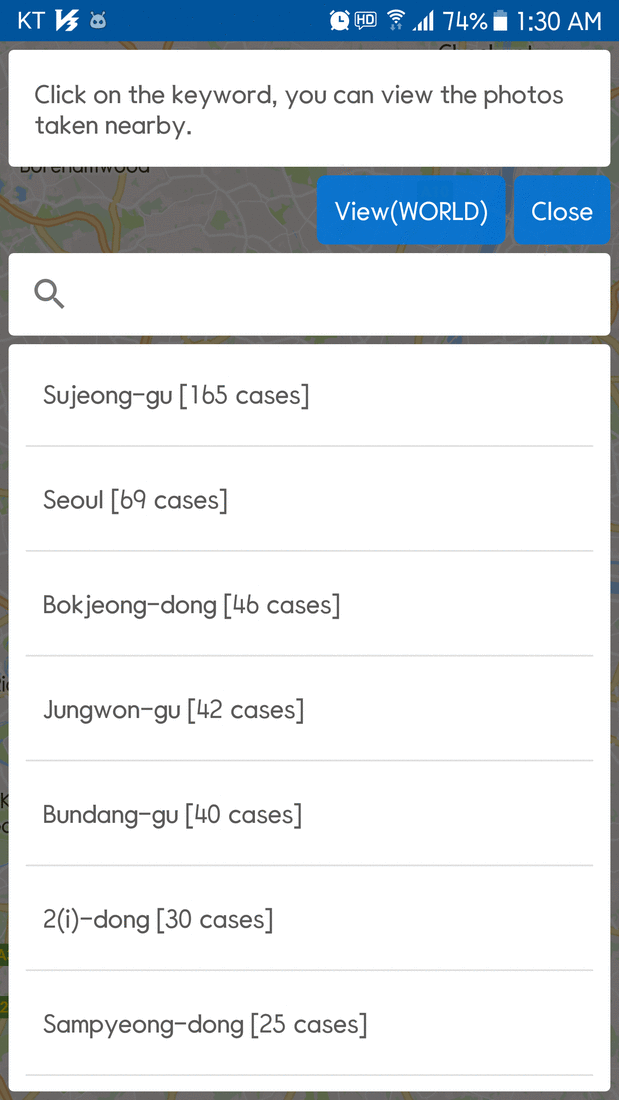 KT 74% 1:30 AM
Click on the keyword, you can view the photos
taken nearby.
View(WORLD) Close
Sujeong-gu [165 cases]
Seoul [69 cases]
Bokjeong-dong [46 cases]
Jungwon-gu [42 cases]
Bundang-gu [40 cases]
2(i)-dong [30 cases]
Sampyeong-dong [25 cases]